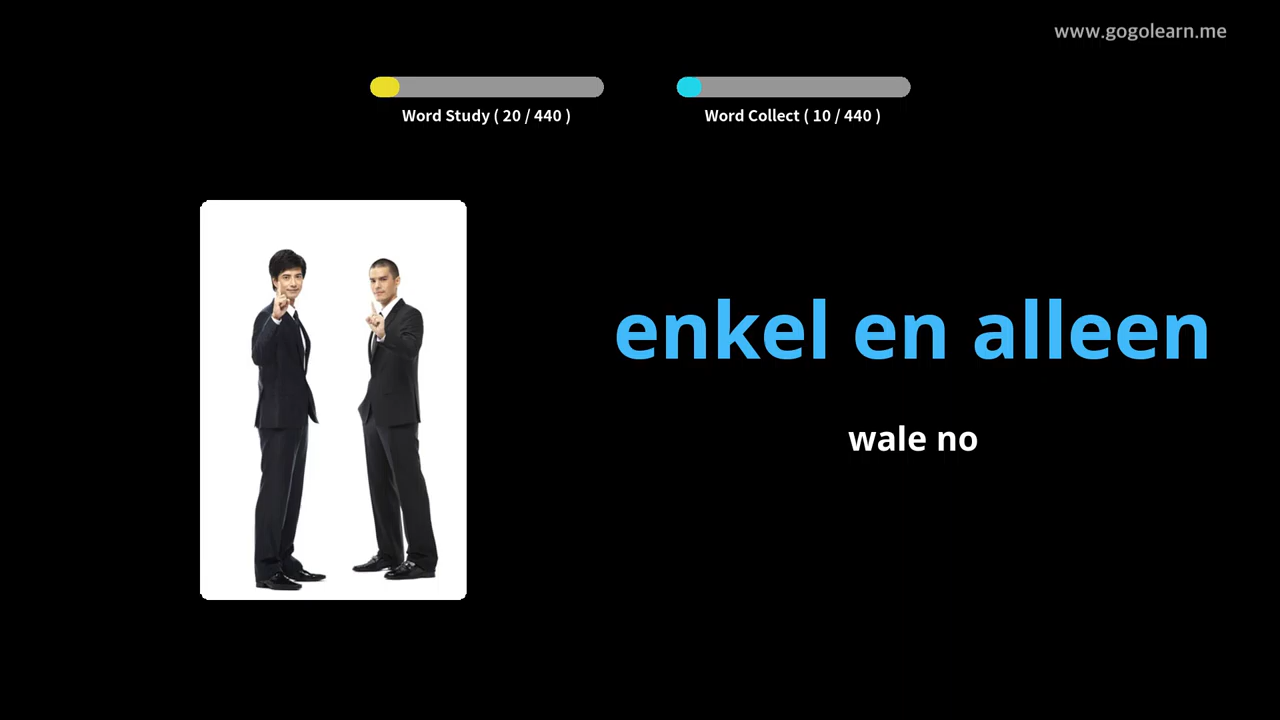 www.gogolearn.me
Word Study ( 20 / 440 )
Word Collect ( 10 / 440 )
enkel en alleen
wale no